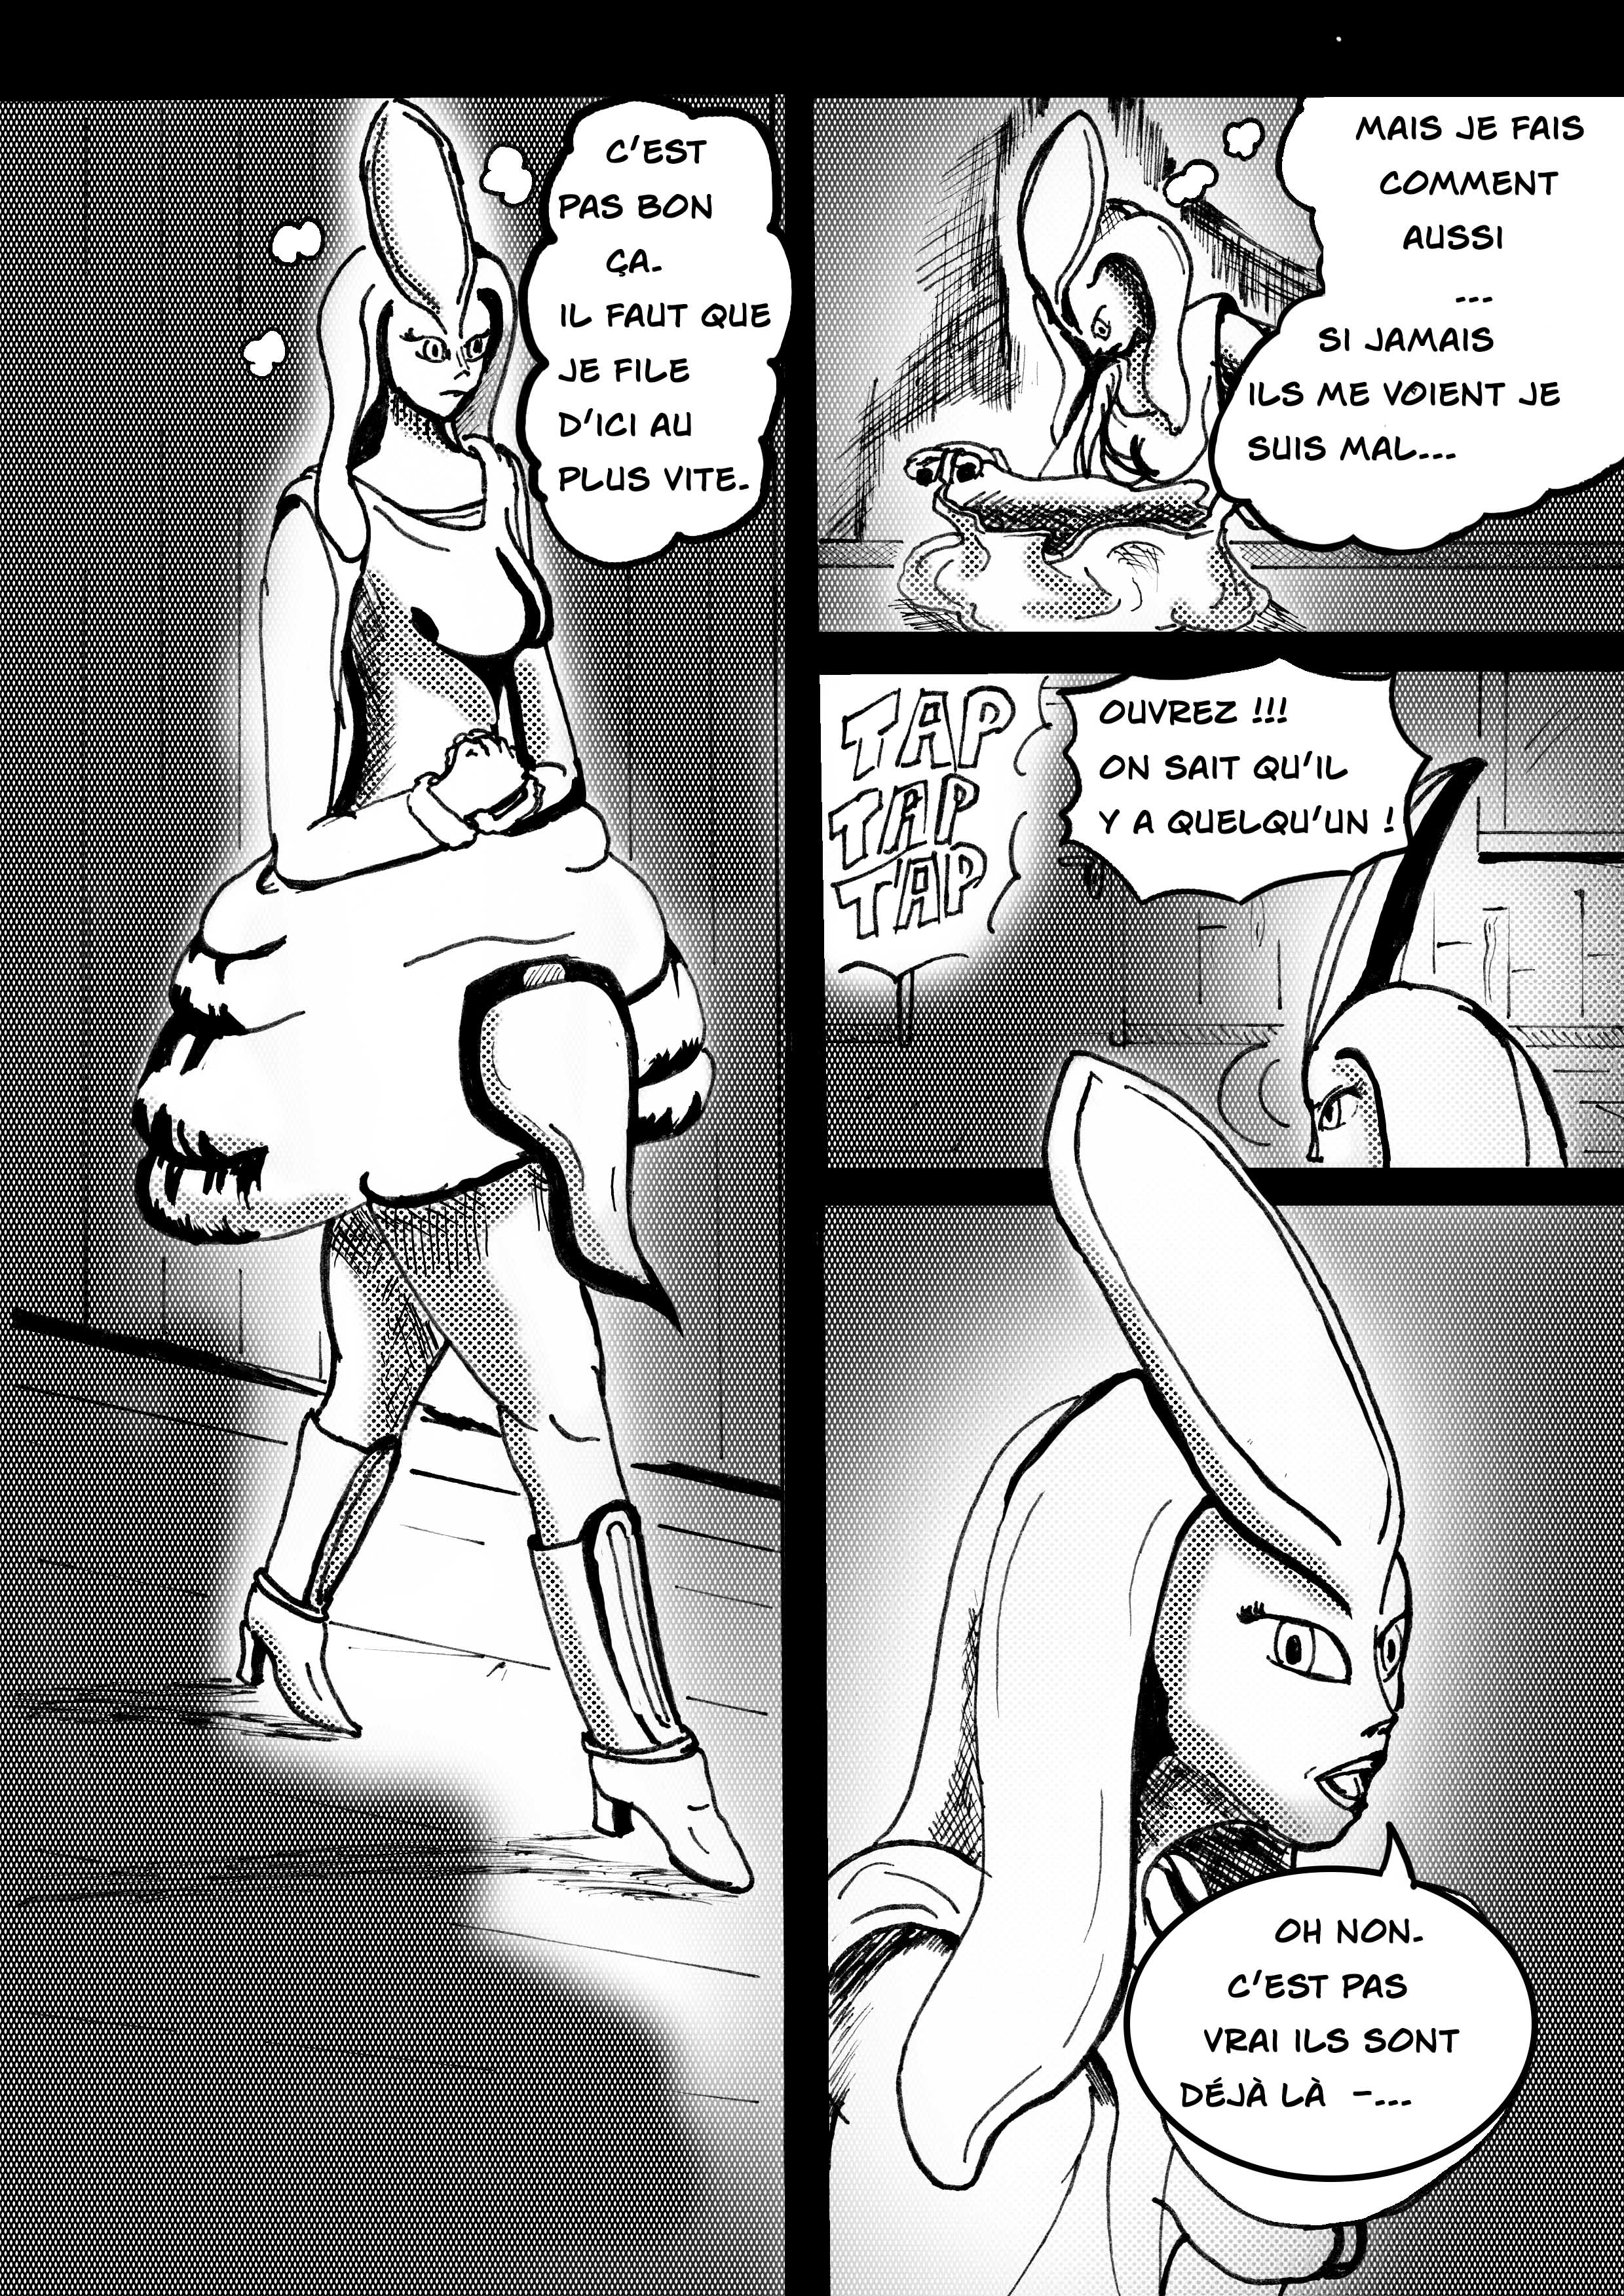 C'EST
PAS BON
ÇA.
IL FAUT QUE
JE FILE
D'ICI AU
PLUS VITE.
MAIS JE FAIS
COMMENT
AUSSI
...
SI JAMAIS
ILS ME VOIENT JE
SUIS MAL...
TAP
TAP
TAP
OUVREZ !!!
ON SAIT QU'IL
Y A QUELQU'UN !
OH NON.
C'EST PAS
VRAI ILS SONT
DÉJÀ LÀ -...